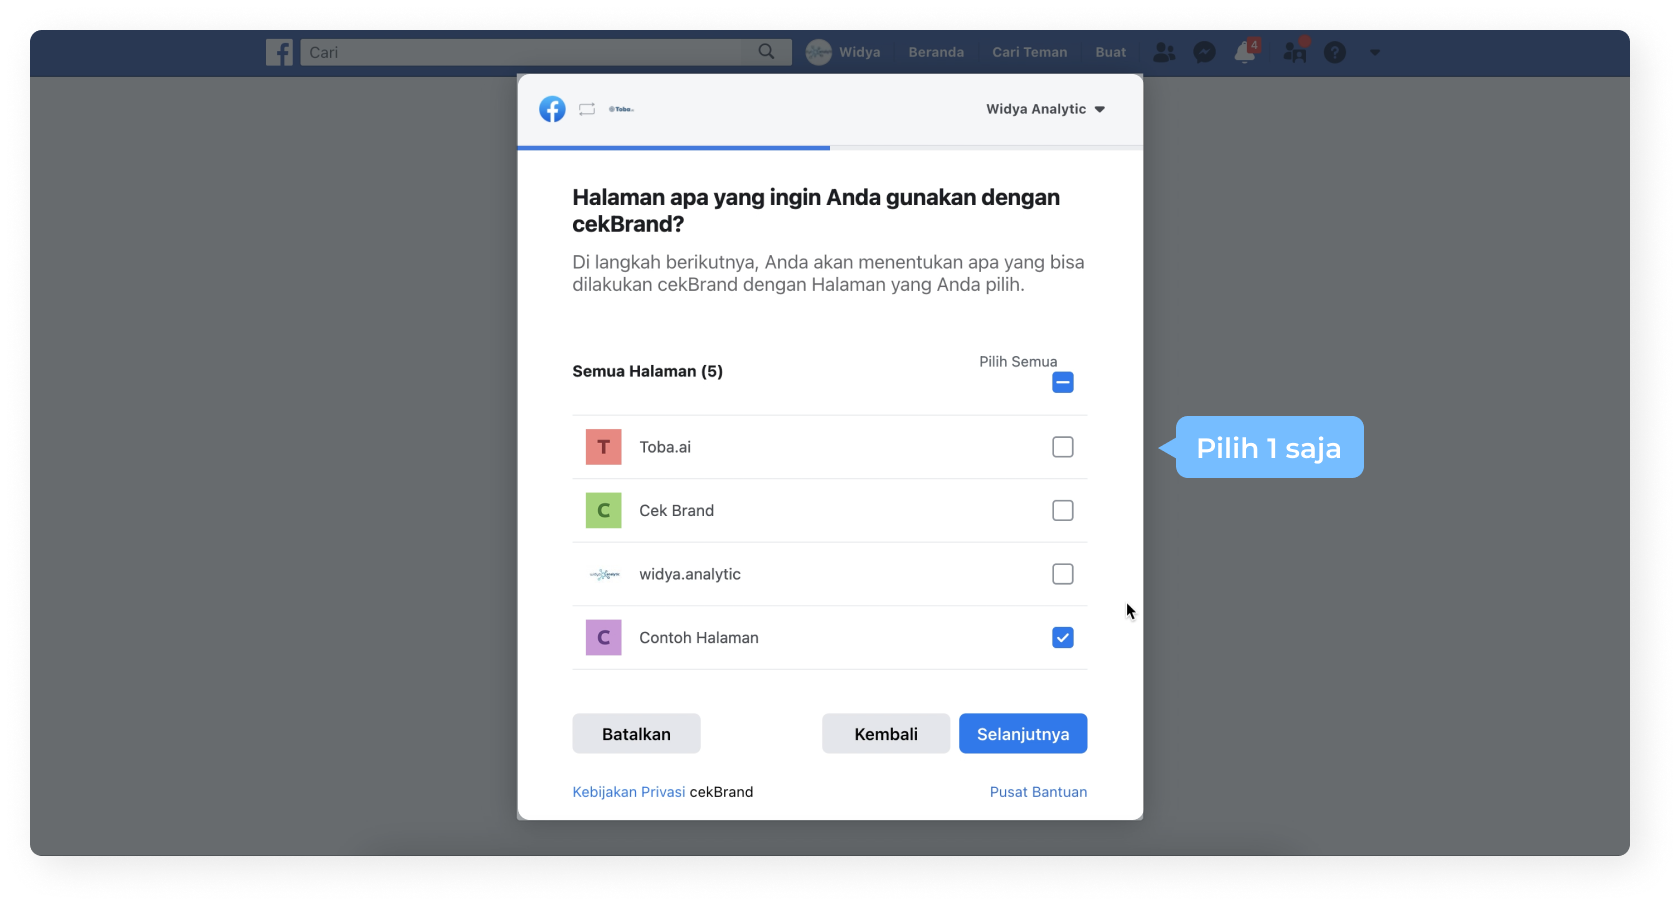 Cari
Widya
Beranda
Cari Teman
Buat
4
?
Toba
Widya Analytic
Halaman apa yang ingin Anda gunakan dengan
cekBrand?
Di langkah berikutnya, Anda akan menentukan apa yang bisa
dilakukan cekBrand dengan Halaman yang Anda pilih.
Semua Halaman (5)
Pilih Semua
T
Toba.ai
Pilih 1 saja
C
Cek Brand
widya.analytic
C
Contoh Halaman
Batalkan
Kembali
Selanjutnya
Kebijakan Privasi cekBrand
Pusat Bantuan